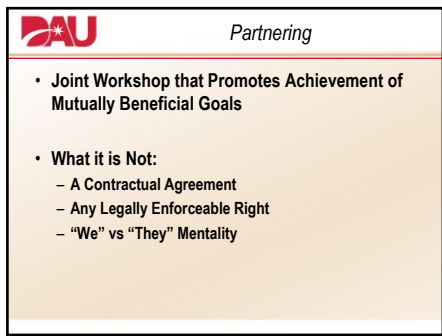 DAU
Partnering
• Joint Workshop that Promotes Achievement of
Mutually Beneficial Goals
• What it is Not:
– A Contractual Agreement
– Any Legally Enforceable Right
– “We” vs “They” Mentality